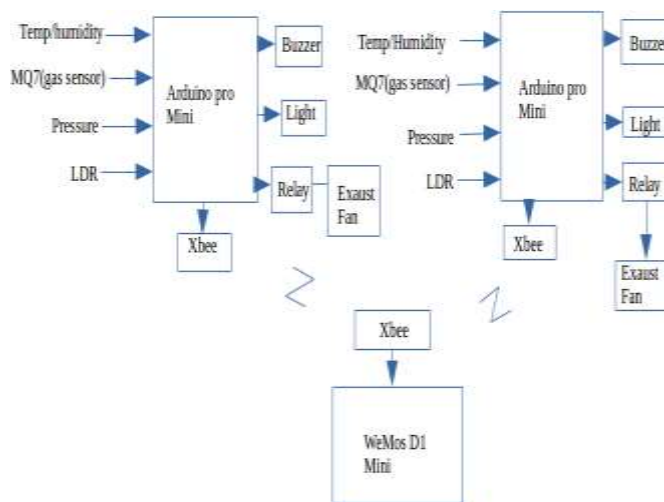 Temp/humidity
MQ7(gas sensor)
Pressure
LDR
Arduino pro
Mini
Buzzer
Light
Relay
Exaust
Fan
Xbee
Temp/Humidity
MQ7(gas sensor)
Pressure
LDR
Arduino pro
Mini
Buzzer
Light
Relay
Exaust
Fan
Xbee
Xbee
WeMos D1
Mini